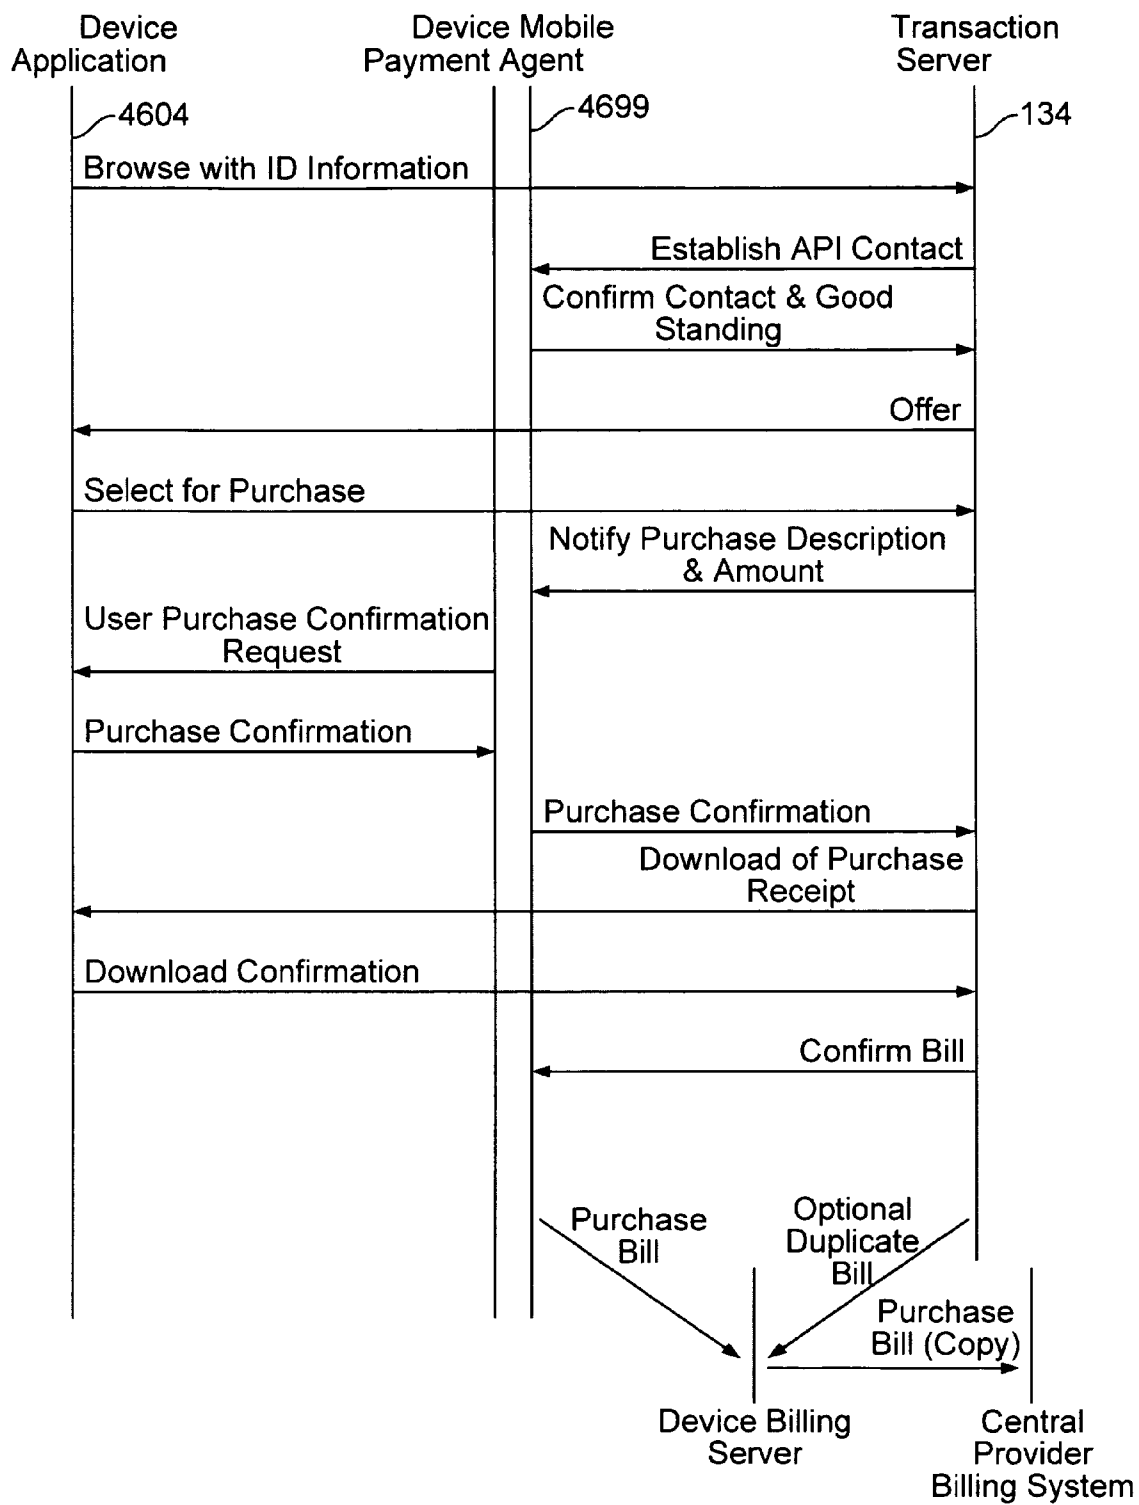 Device
Application
Device Mobile
Payment Agent
Transaction
Server
4604
4699
134
Browse with ID Information
Establish API Contact
Confirm Contact & Good
Standing
Offer
Select for Purchase
Notify Purchase Description
& Amount
User Purchase Confirmation
Request
Purchase Confirmation
Purchase Confirmation
Download of Purchase
Receipt
Download Confirmation
Confirm Bill
Purchase
Bill
Optional
Duplicate
Bill
Purchase
Bill (Copy)
Device Billing
Server
Central
Provider
Billing System